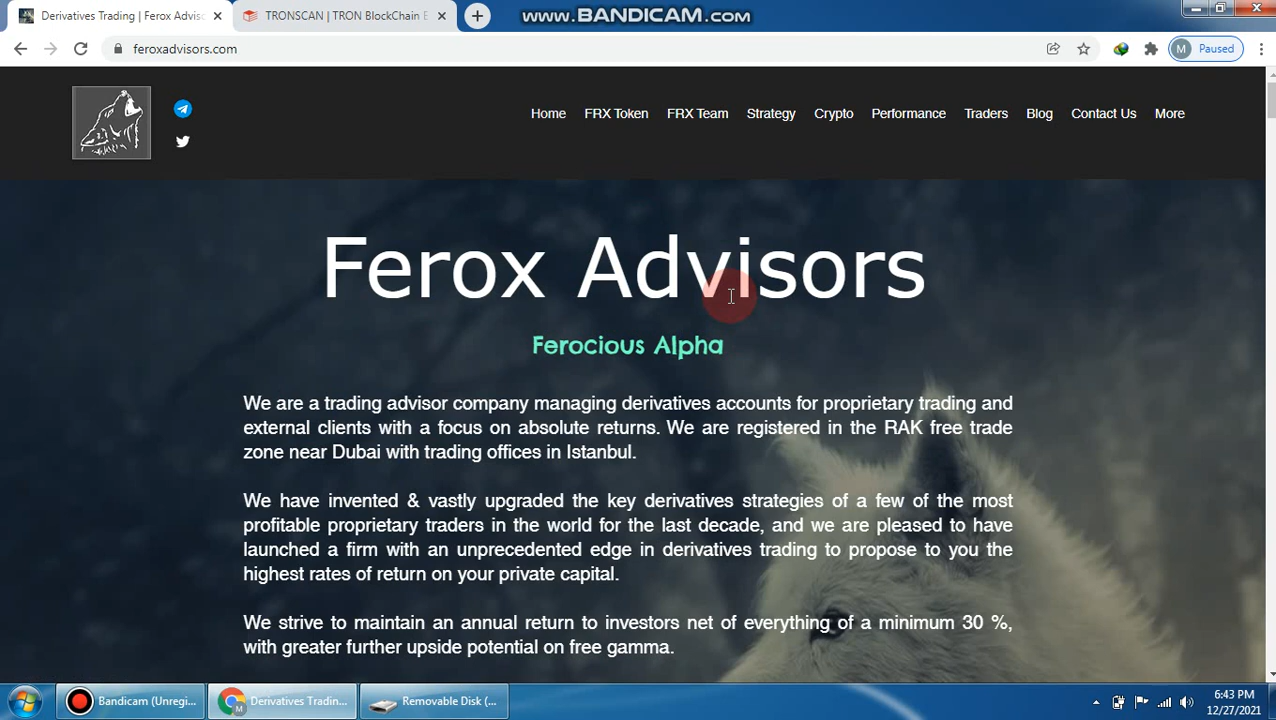 Derivatives Trading | Ferox Adviso
TRONSCAN | TRON BlockChain E
www.BANDICAM.com
feroxadvisors.com
M Paused
Home FRX Token FRX Team Strategy Crypto Performance Traders Blog Contact Us More
Ferox Advisors
Ferocious Alpha
We are a trading advisor company managing derivatives accounts for proprietary trading and
external clients with a focus on absolute returns. We are registered in the RAK free trade
zone near Dubai with trading offices in Istanbul.
We have invented & vastly upgraded the key derivatives strategies of a few of the most
profitable proprietary traders in the world for the last decade, and we are pleased to have
launched a firm with an unprecedented edge in derivatives trading to propose to you the
highest rates of return on your private capital.
We strive to maintain an annual return to investors net of everything of a minimum 30 %,
with greater further upside potential on free gamma.
Bandicam (Unregi... M Derivatives Tradin... Removable Disk (...
6:43 PM
12/27/2021